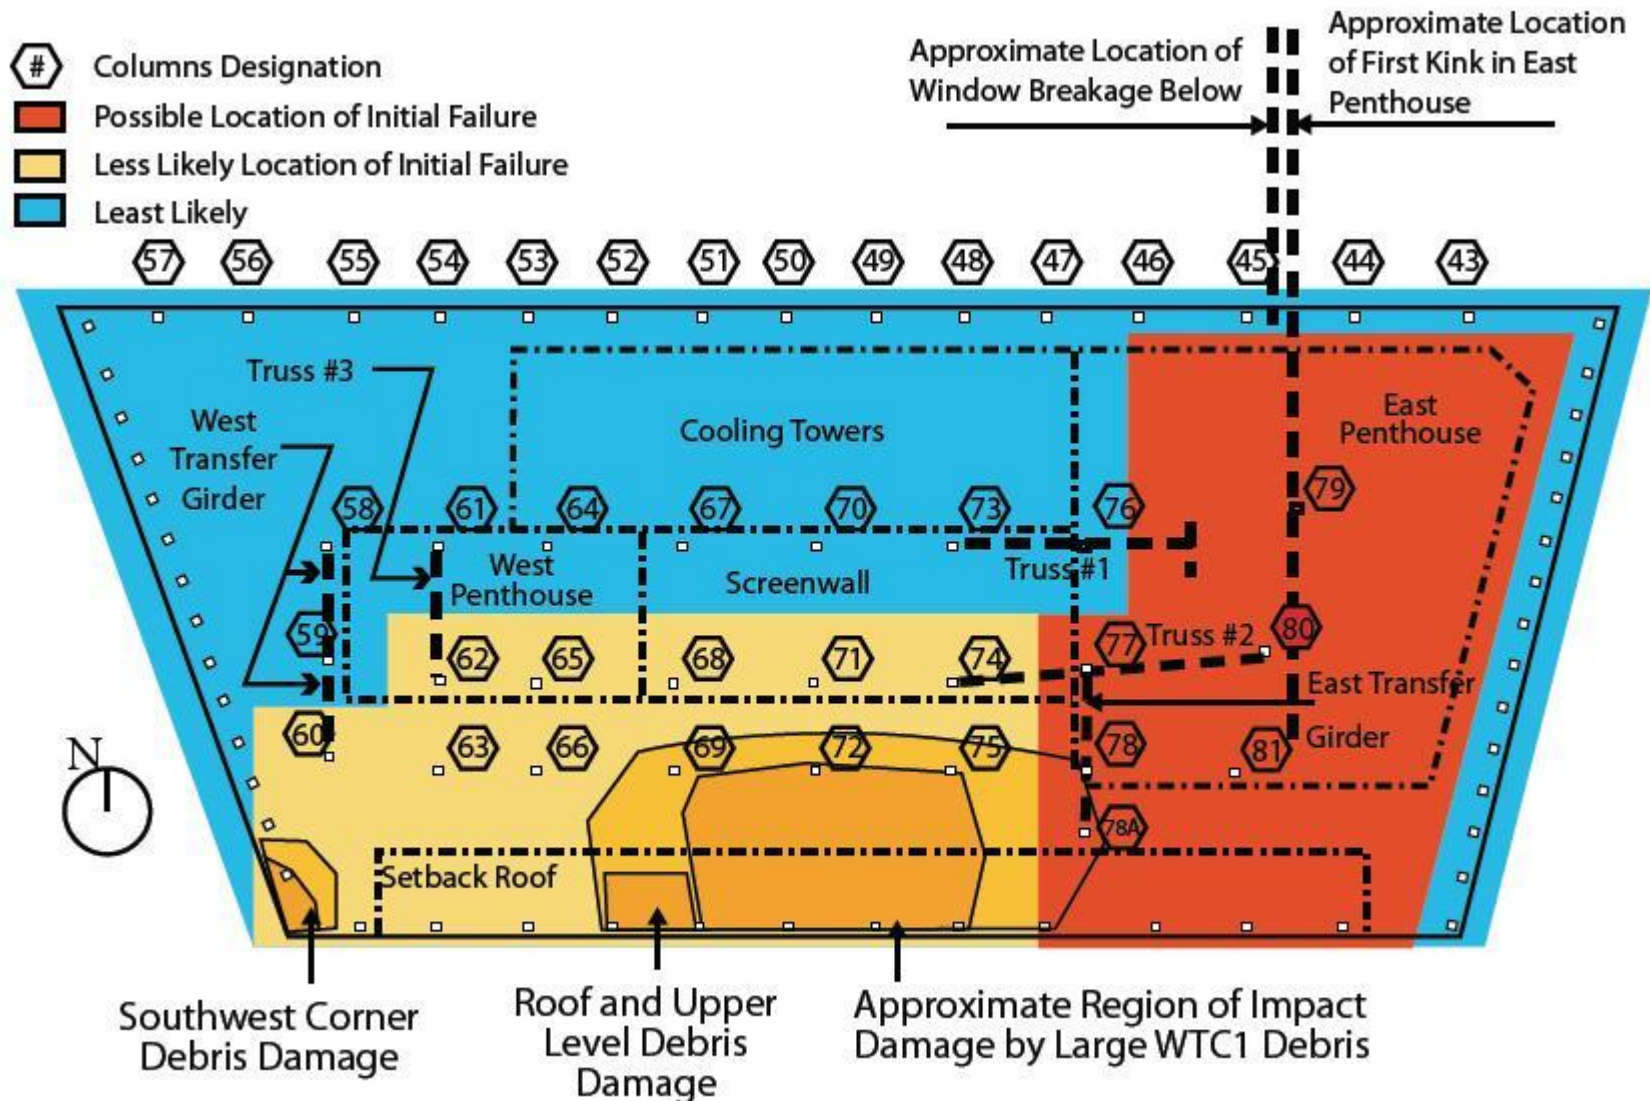 # Columns Designation
Possible Location of Initial Failure
Less Likely Location of Initial Failure
Least Likely
Approximate Location of
Window Breakage Below
Approximate Location
of First Kink in East
Penthouse
57 56 55 54 53 52 51 50 49 48 47 46 45 44 43
Truss #3
West
Transfer
Girder
Cooling Towers
East
Penthouse
79
58 61 64 67 70 73 76
West
Penthouse
Screenwall
Truss #1
59
62 65 68 71 74 77 Truss #2 80
East Transfer
Girder
60 63 66 69 72 75 78 81
N
78A
Setback Roof
Southwest Corner
Debris Damage
Roof and Upper
Level Debris
Damage
Approximate Region of Impact
Damage by Large WTC1 Debris